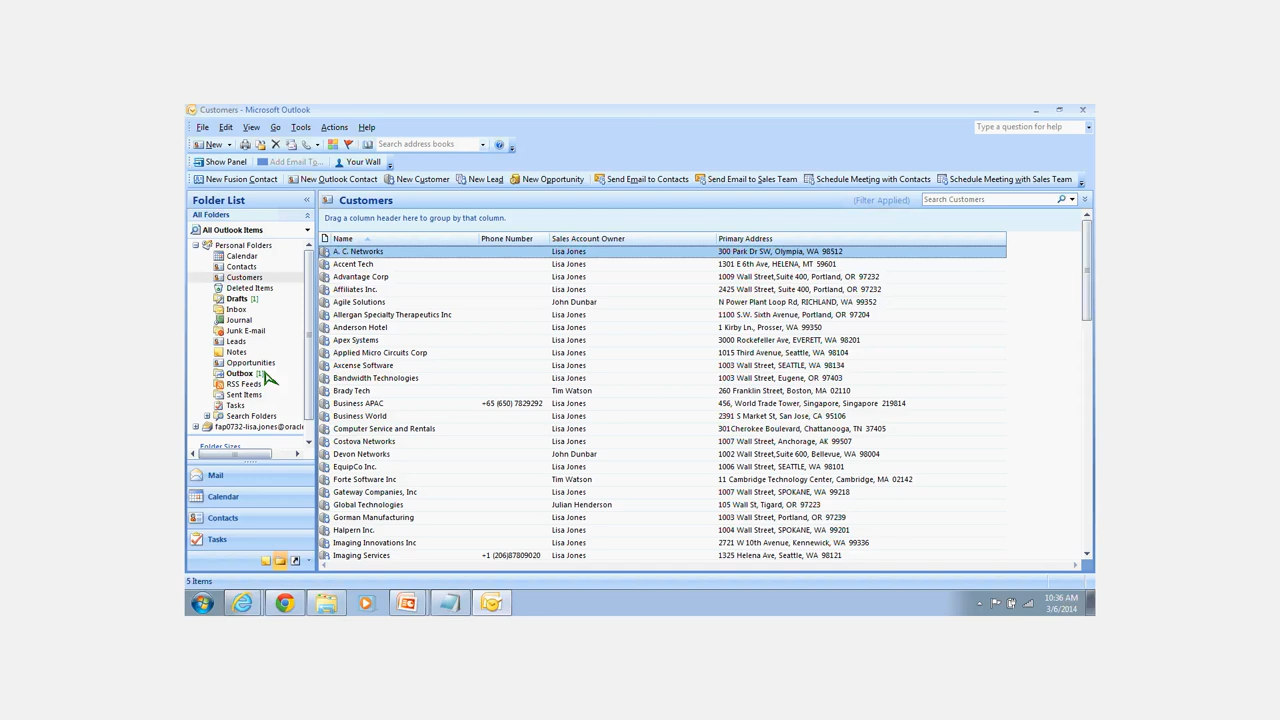 Customers - Microsoft Outlook
File Edit View Go Tools Actions Help Type a question for help
New Search address books
Show Panel Add Email To... Your Wall
New Fusion Contact New Outlook Contact New Customer New Lead New Opportunity Send Email to Contacts Send Email to Sales Team Schedule Meeting with Contacts Schedule Meeting with Sales Team
Folder List «
All Folders
All Outlook Items
Personal Folders
Calendar
Contacts
Customers
Deleted Items
Drafts [1]
Inbox
Journal
Junk E-mail
Leads
Notes
Opportunities
Outbox [1]
RSS Feeds
Sent Items
Tasks
Search Folders
fap0732-lisa.jones@oracle
Folder Sizes
Mail
Calendar
Contacts
Tasks
Customers (Filter Applied) Search Customers
Drag a column header here to group by that column.
Name Phone Number Sales Account Owner Primary Address
A. C. Networks Lisa Jones 300 Park Dr SW, Olympia, WA 98512
Accent Tech Lisa Jones 1301 E 6th Ave, HELENA, MT 59601
Advantage Corp Lisa Jones 1009 Wall Street,Suite 400, Portland, OR 97232
Affiliates Inc. Lisa Jones 2425 Wall Street,Suite 400, Portland, OR 97232
Agile Solutions John Dunbar N Power Plant Loop Rd, RICHLAND, WA 99352
Allergan Specialty Therapeutics Inc Lisa Jones 1100 S.W. Sixth Avenue, Portland, OR 97204
Anderson Hotel Lisa Jones 1 Kirby Ln., Prosser, WA 99350
Apex Systems Lisa Jones 3000 Rockefeller Ave, EVERETT, WA 98201
Applied Micro Circuits Corp Lisa Jones 1015 Third Avenue, Seattle, WA 98104
Axcense Software Lisa Jones 1003 Wall Street, SEATTLE, WA 98134
Bandwidth Technologies Lisa Jones 1003 Wall Street, Eugene, OR 97403
Brady Tech Tim Watson 260 Franklin Street, Boston, MA 02110
Business APAC +65 (650) 7829292 Lisa Jones 456, World Trade Tower, Singapore, Singapore 219814
Business World Lisa Jones 2391 S Market St, San Jose, CA 95106
Computer Service and Rentals Lisa Jones 301Cherokee Boulevard, Chattanooga, TN 37405
Costova Networks Lisa Jones 1007 Wall Street, Anchorage, AK 99507
Devon Networks John Dunbar 1002 Wall Street,Suite 600, Bellevue, WA 98004
EquipCo Inc. Lisa Jones 1006 Wall Street, SEATTLE, WA 98101
Forte Software Inc Tim Watson 11 Cambridge Technology Center, Cambridge, MA 02142
Gateway Companies, Inc Lisa Jones 1007 Wall Street, SPOKANE, WA 99218
Global Technologies Julian Henderson 105 Wall St, Tigard, OR 97223
Gorman Manufacturing Lisa Jones 1003 Wall Street, Portland, OR 97239
Halpern Inc. Lisa Jones 1004 Wall Street, SPOKANE, WA 99201
Imaging Innovations Inc Lisa Jones 2721 W 10th Avenue, Kennewick, WA 99336
Imaging Services +1 (206)87809020 Lisa Jones 1325 Helena Ave, Seattle, WA 98121
5 Items
10:36 AM
3/6/2014